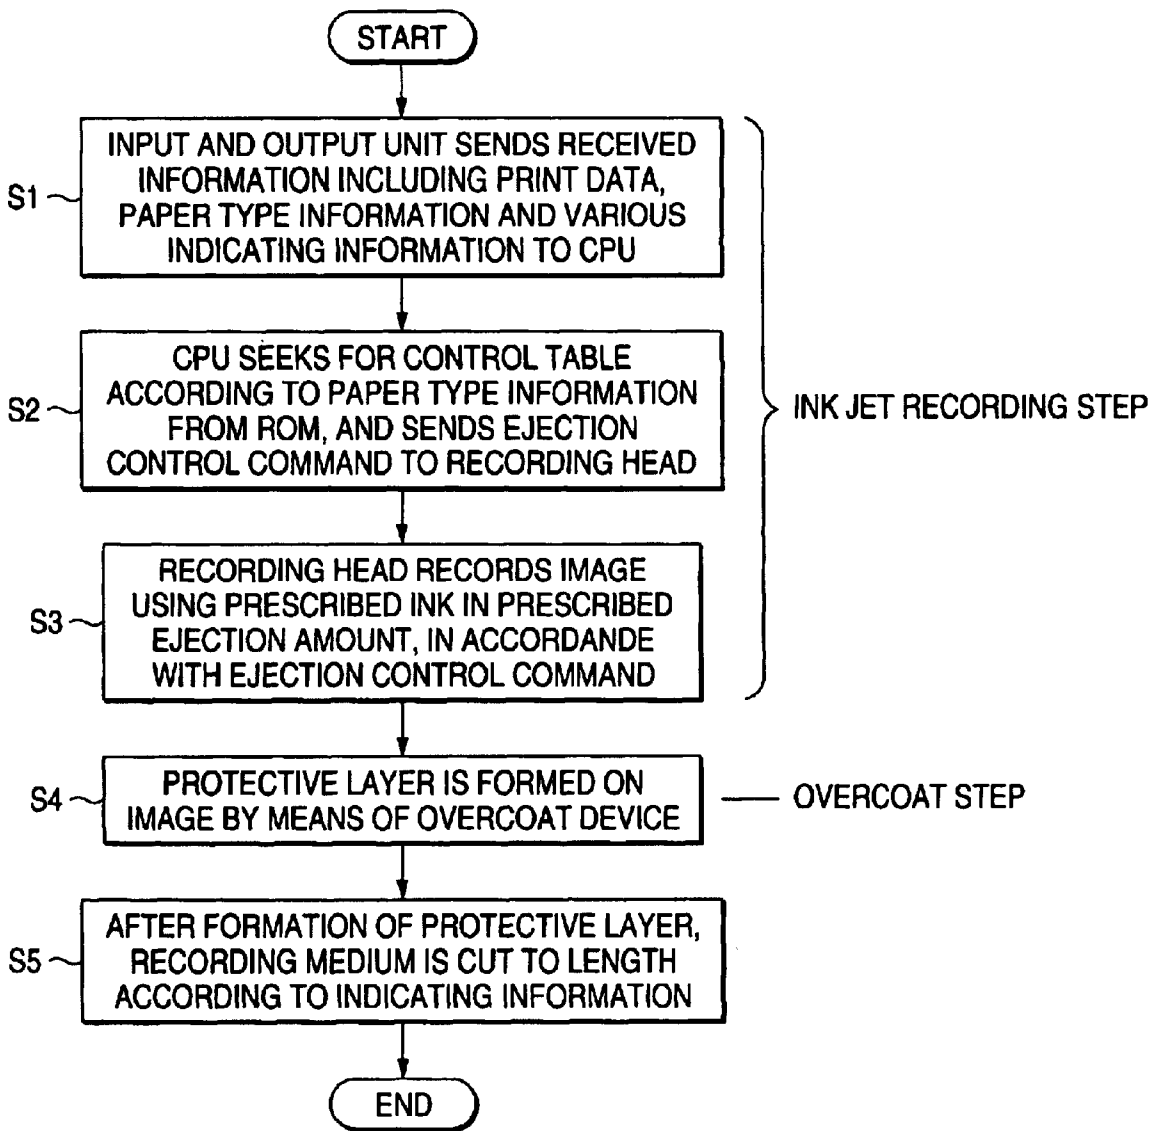 START
S1
INPUT AND OUTPUT UNIT SENDS RECEIVED
INFORMATION INCLUDING PRINT DATA,
PAPER TYPE INFORMATION AND VARIOUS
INDICATING INFORMATION TO CPU
S2
CPU SEEKS FOR CONTROL TABLE
ACCORDING TO PAPER TYPE INFORMATION
FROM ROM, AND SENDS EJECTION
CONTROL COMMAND TO RECORDING HEAD
INK JET RECORDING STEP
S3
RECORDING HEAD RECORDS IMAGE
USING PRESCRIBED INK IN PRESCRIBED
EJECTION AMOUNT, IN ACCORDANDE
WITH EJECTION CONTROL COMMAND
S4
PROTECTIVE LAYER IS FORMED ON
IMAGE BY MEANS OF OVERCOAT DEVICE
OVERCOAT STEP
S5
AFTER FORMATION OF PROTECTIVE LAYER,
RECORDING MEDIUM IS CUT TO LENGTH
ACCORDING TO INDICATING INFORMATION
END